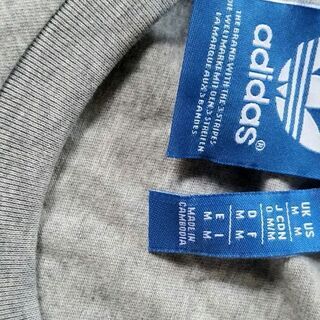 adidas®
THE BRAND WITH THE 3 STRIPES
DIE WELTMARKE MIT DEN 3 STREIFEN
LA MARQUE AUX 3 BANDES
UK/US M
J/CDN M
D M
F M
E M
I M
MADE IN
CAMBODIA